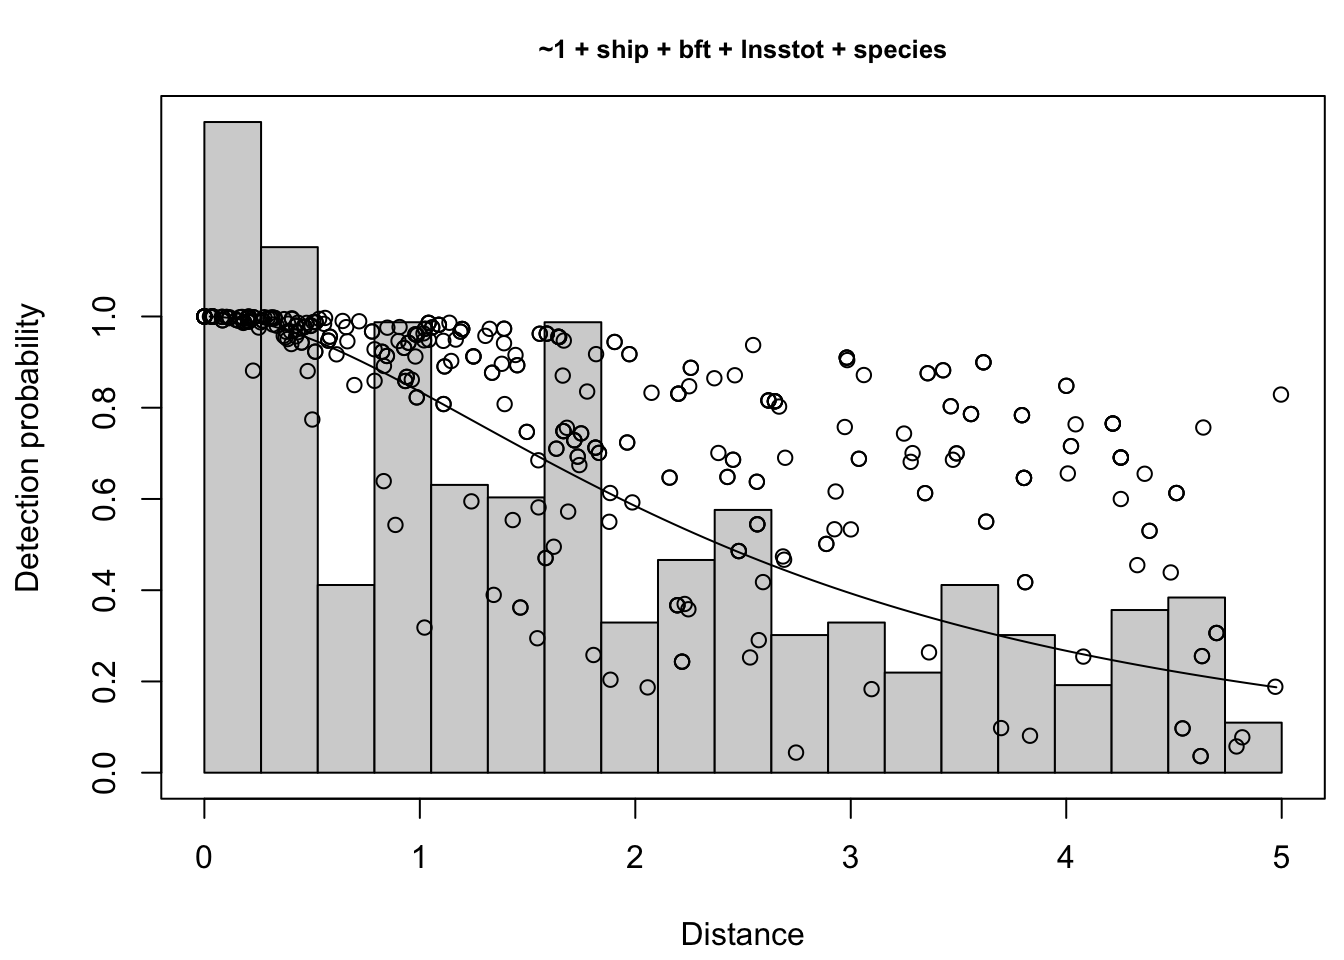 ~1 + ship + bft + lnsstot + species
Detection probability
1.0
0.8
0.6
0.4
0.2
0.0
0 1 2 3 4 5
Distance